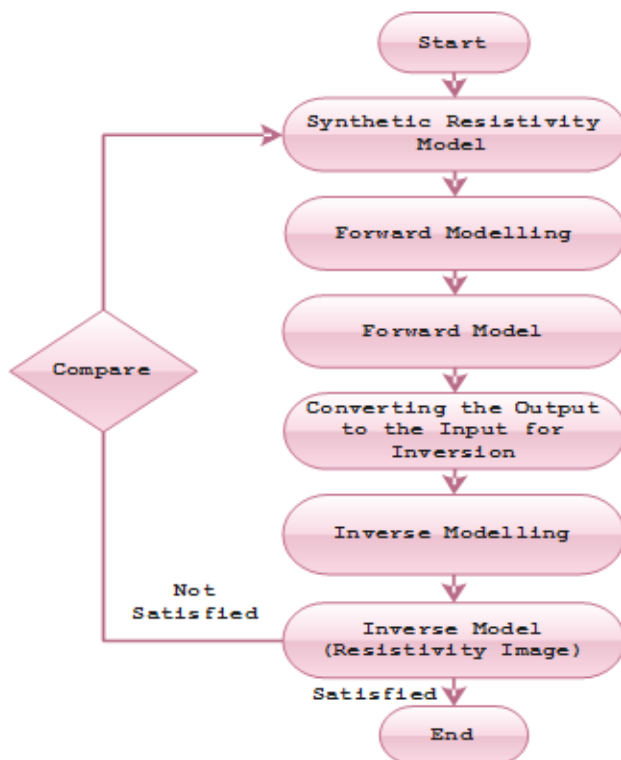 Start
Synthetic Resistivity
Model
Forward Modelling
Forward Model
Compare
Converting the Output
to the Input for
Inversion
Inverse Modelling
Not
Satisfied
Inverse Model
(Resistivity Image)
Satisfied
End